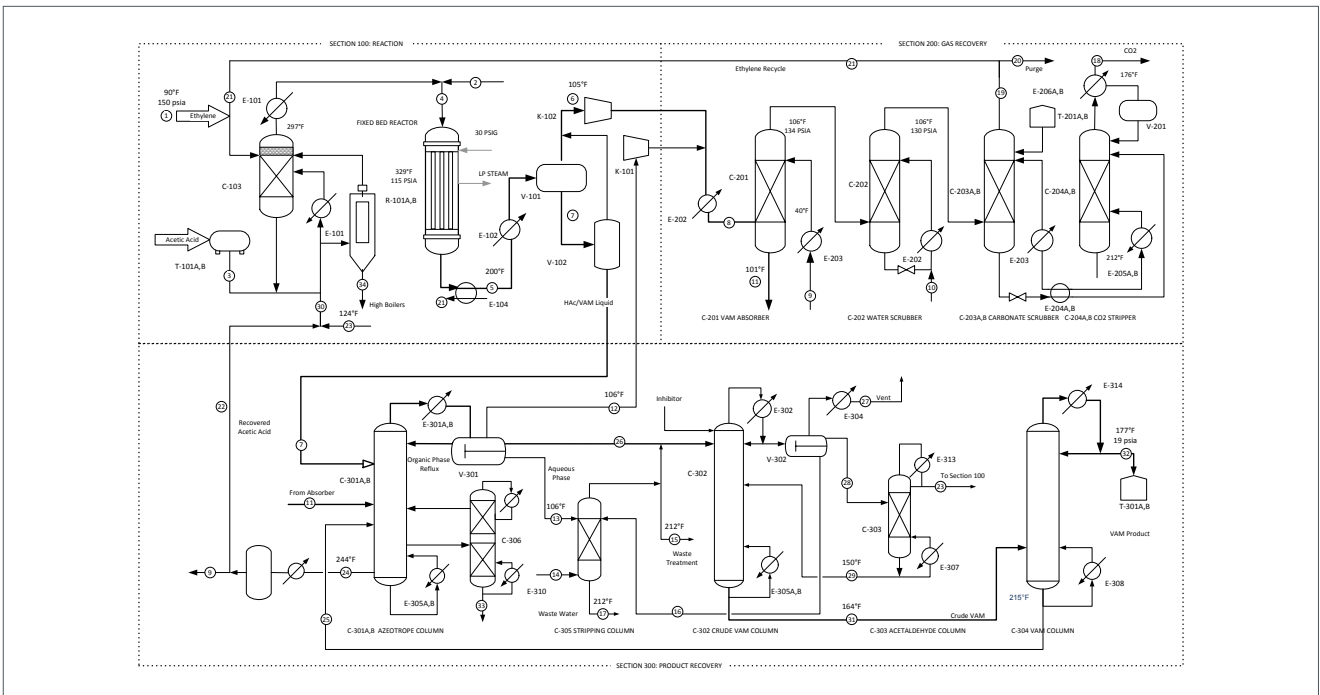 SECTION 100: REACTION
SECTION 200: GAS RECOVERY
90°F
150 psia
1
Ethylene
21
E-101
297°F
C-103
Acetic Acid
T-101A,B
3
E-101
34
High Boilers
30
124°F
23
2
4
FIXED BED REACTOR
30 PSIG
LP STEAM
329°F
115 PSIA
R-101A,B
E-102
200°F
5
21
E-104
105°F
6
K-102
K-101
V-101
7
V-102
HAc/VAM Liquid
Ethylene Recycle
21
20
Purge
18
CO2
176°F
19
E-206A,B
T-201A,B
V-201
106°F
134 PSIA
106°F
130 PSIA
C-201
C-202
C-203A,B
C-204A,B
E-202
8
40°F
E-203
E-202
E-203
212°F
E-205A,B
101°F
11
9
10
E-204A,B
C-201 VAM ABSORBER
C-202 WATER SCRUBBER
C-203A,B CARBONATE SCRUBBER
C-204A,B CO2 STRIPPER
22
Recovered
Acetic Acid
7
E-301A,B
106°F
12
Inhibitor
E-302
E-304
27
Vent
E-314
177°F
19 psia
32
T-301A,B
VAM Product
Organic Phase
Reflux
V-301
26
C-301A,B
Aqueous
Phase
C-302
V-302
28
E-313
To Section 100
23
From Absorber
11
106°F
13
C-306
212°F
15
Waste
Treatment
C-303
9
244°F
24
25
E-305A,B
E-310
14
33
Waste Water
212°F
17
16
E-305A,B
150°F
29
E-307
164°F
31
Crude VAM
215°F
E-308
C-301A,B AZEOTROPE COLUMN
C-305 STRIPPING COLUMN
C-302 CRUDE VAM COLUMN
C-303 ACETALDEHYDE COLUMN
C-304 VAM COLUMN
SECTION 300: PRODUCT RECOVERY